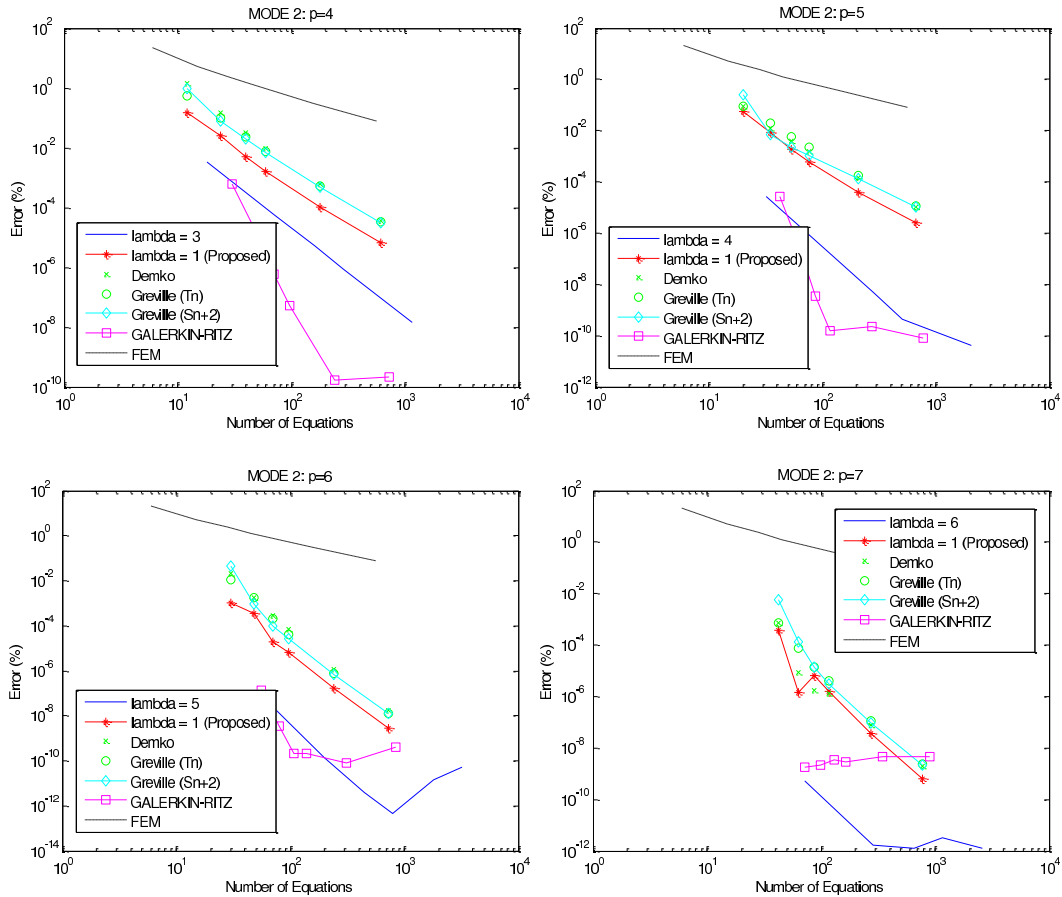 MODE 2: p=4
Error (%)
10^2
10^0
10^-2
10^-4
10^-6
10^-8
10^-10
lambda = 3
lambda = 1 (Proposed)
Demko
Greville (Tn)
Greville (Sn+2)
GALERKIN-RITZ
FEM
10^0 10^1 10^2 10^3 10^4
Number of Equations
MODE 2: p=5
Error (%)
10^2
10^0
10^-2
10^-4
10^-6
10^-8
10^-10
10^-12
lambda = 4
lambda = 1 (Proposed)
Demko
Greville (Tn)
Greville (Sn+2)
GALERKIN-RITZ
FEM
10^0 10^1 10^2 10^3 10^4
Number of Equations
MODE 2: p=6
Error (%)
10^2
10^0
10^-2
10^-4
10^-6
10^-8
10^-10
10^-12
10^-14
lambda = 5
lambda = 1 (Proposed)
Demko
Greville (Tn)
Greville (Sn+2)
GALERKIN-RITZ
FEM
10^0 10^1 10^2 10^3 10^4
Number of Equations
MODE 2: p=7
Error (%)
10^2
10^0
10^-2
10^-4
10^-6
10^-8
10^-10
10^-12
lambda = 6
lambda = 1 (Proposed)
Demko
Greville (Tn)
Greville (Sn+2)
GALERKIN-RITZ
FEM
10^0 10^1 10^2 10^3 10^4
Number of Equations